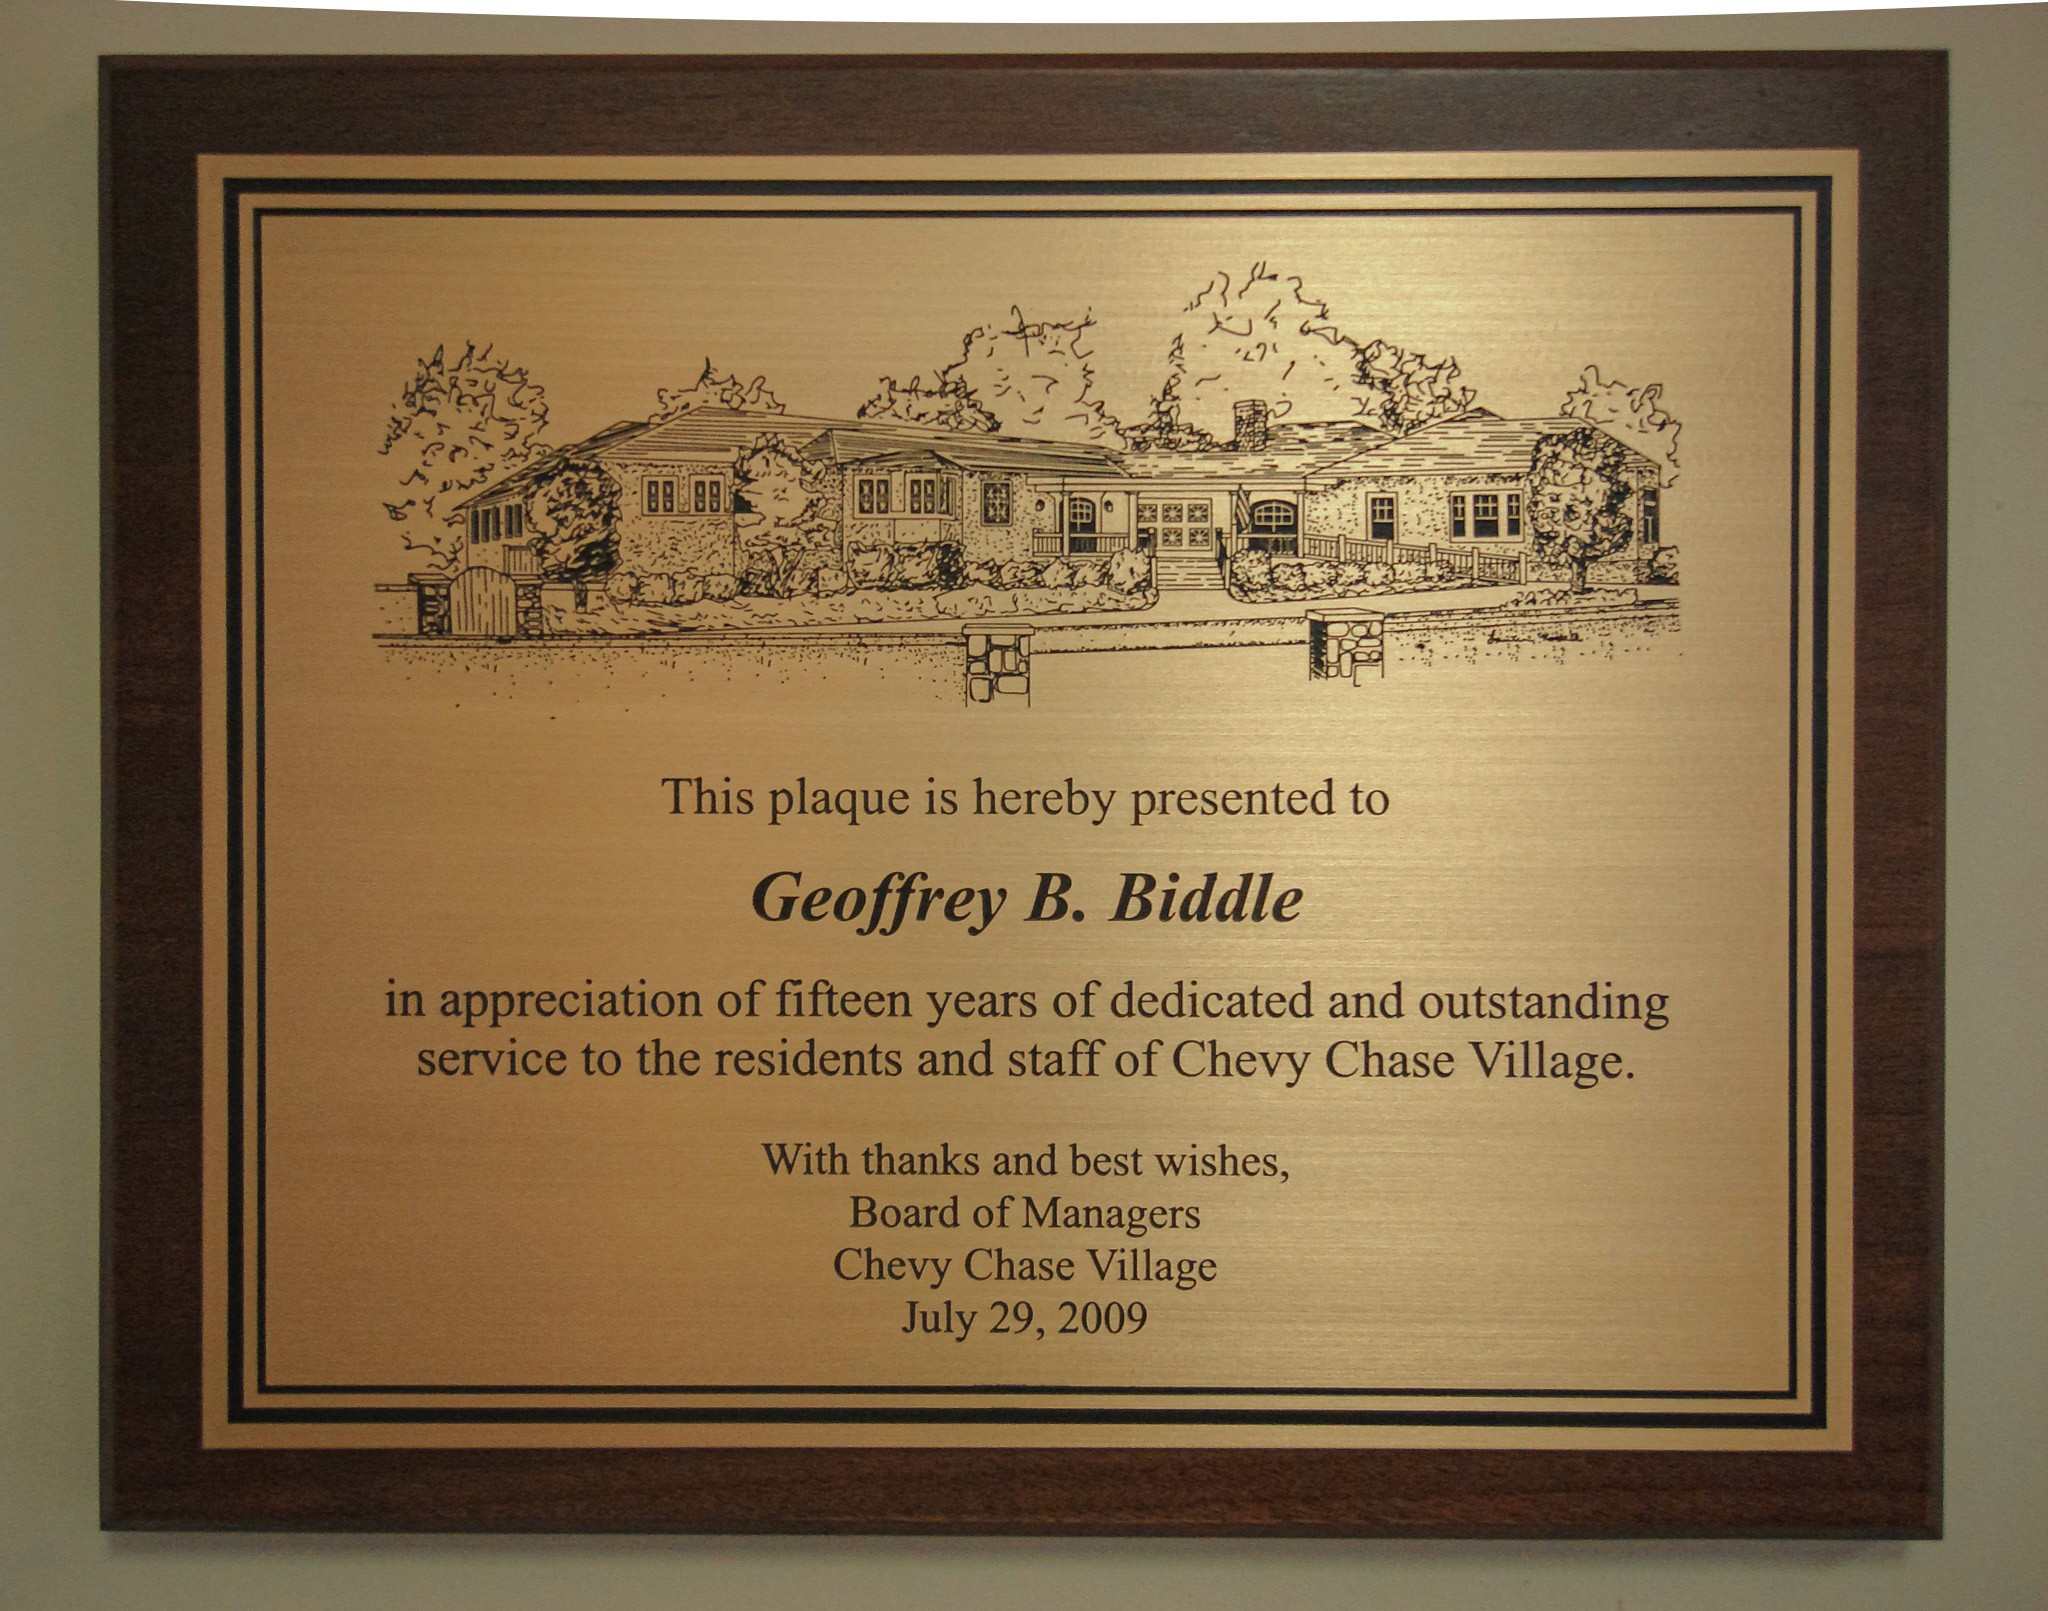 This plaque is hereby presented to
Geoffrey B. Biddle
in appreciation of fifteen years of dedicated and outstanding
service to the residents and staff of Chevy Chase Village.
With thanks and best wishes,
Board of Managers
Chevy Chase Village
July 29, 2009